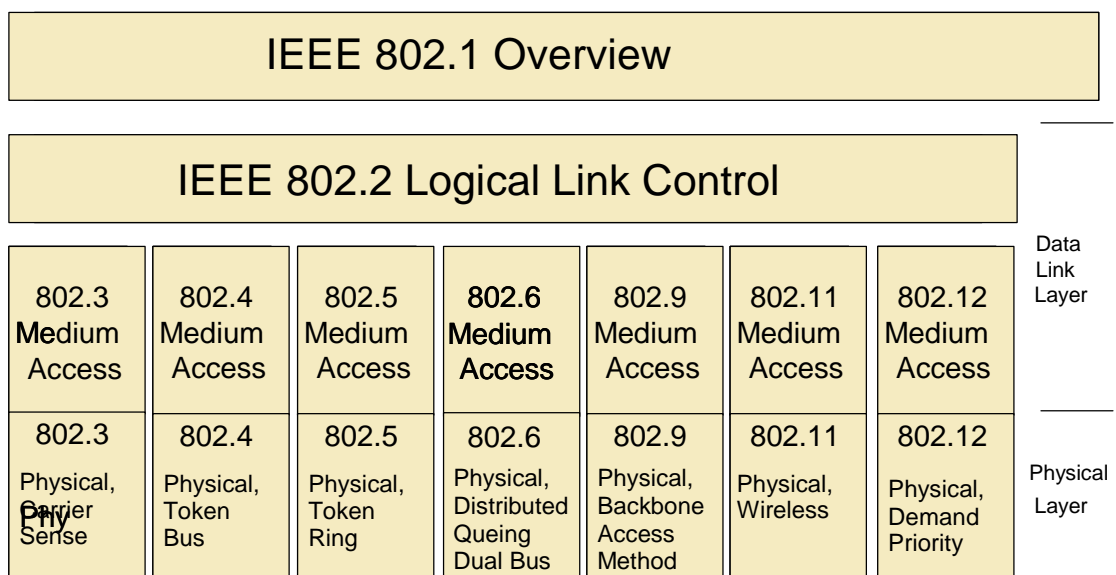 IEEE 802.1 Overview
IEEE 802.2 Logical Link Control
Data
Link
Layer
802.3
Medium
Access
802.4
Medium
Access
802.5
Medium
Access
802.6
Medium
Access
802.9
Medium
Access
802.11
Medium
Access
802.12
Medium
Access
802.3
Physical,
Carrier
Phy
Sense
802.4
Physical,
Token
Bus
802.5
Physical,
Token
Ring
802.6
Physical,
Distributed
Queing
Dual Bus
802.9
Physical,
Backbone
Access
Method
802.11
Physical,
Wireless
802.12
Physical,
Demand
Priority
Physical
Layer